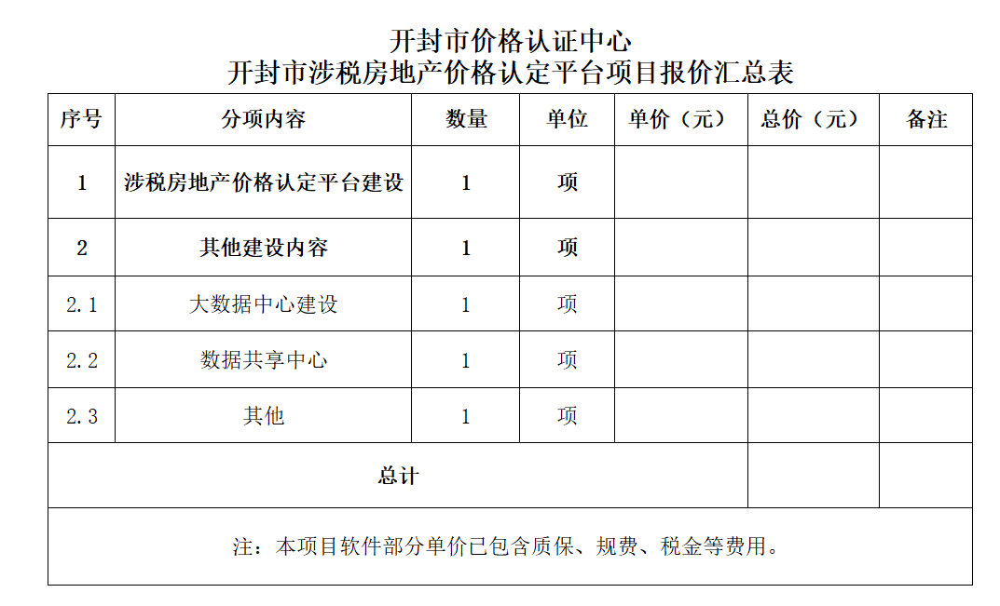 开封市价格认证中心
开封市涉税房地产价格认定平台项目报价汇总表
序号 分项内容 数量 单位 单价（元） 总价（元） 备注
1 涉税房地产价格认定平台建设 1 项
2 其他建设内容 1 项
2.1 大数据中心建设 1 项
2.2 数据共享中心 1 项
2.3 其他 1 项
总计
注：本项目软件部分单价已包含质保、规费、税金等费用。